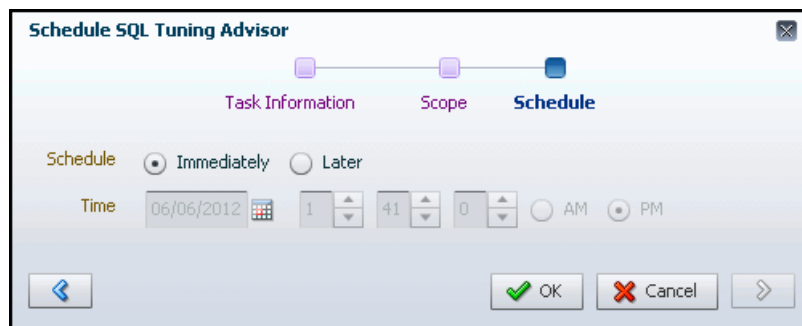 Schedule SQL Tuning Advisor
Task Information Scope Schedule
Schedule Immediately Later
Time 06/06/2012 1 41 0 AM PM
OK Cancel